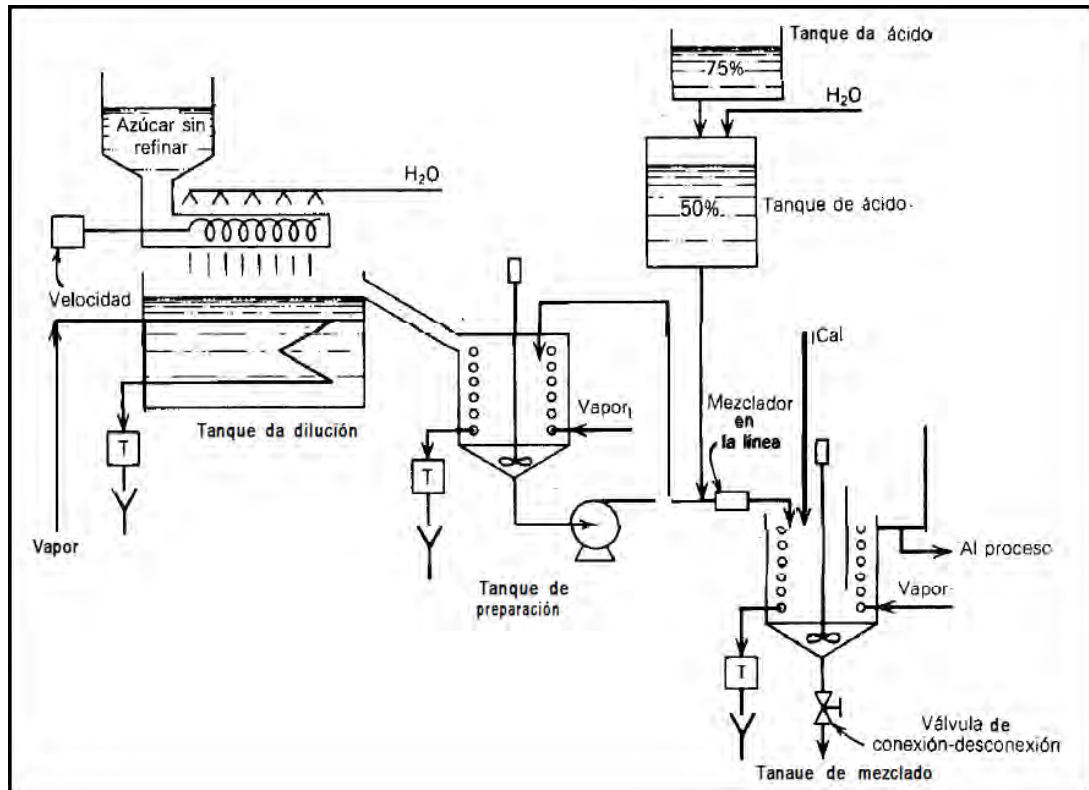 Tanque da ácido
75%
H₂O
Azúcar sin
refinar
H₂O
50%
Tanque de ácido
Velocidad
Cal
Vapor
Mezclador
en
la línea
Tanque da dilución
T
T
Vapor
Al proceso
Tanque de
preparación
Vapor
T
Válvula de
conexión-desconexión
Tanaue de mezclado